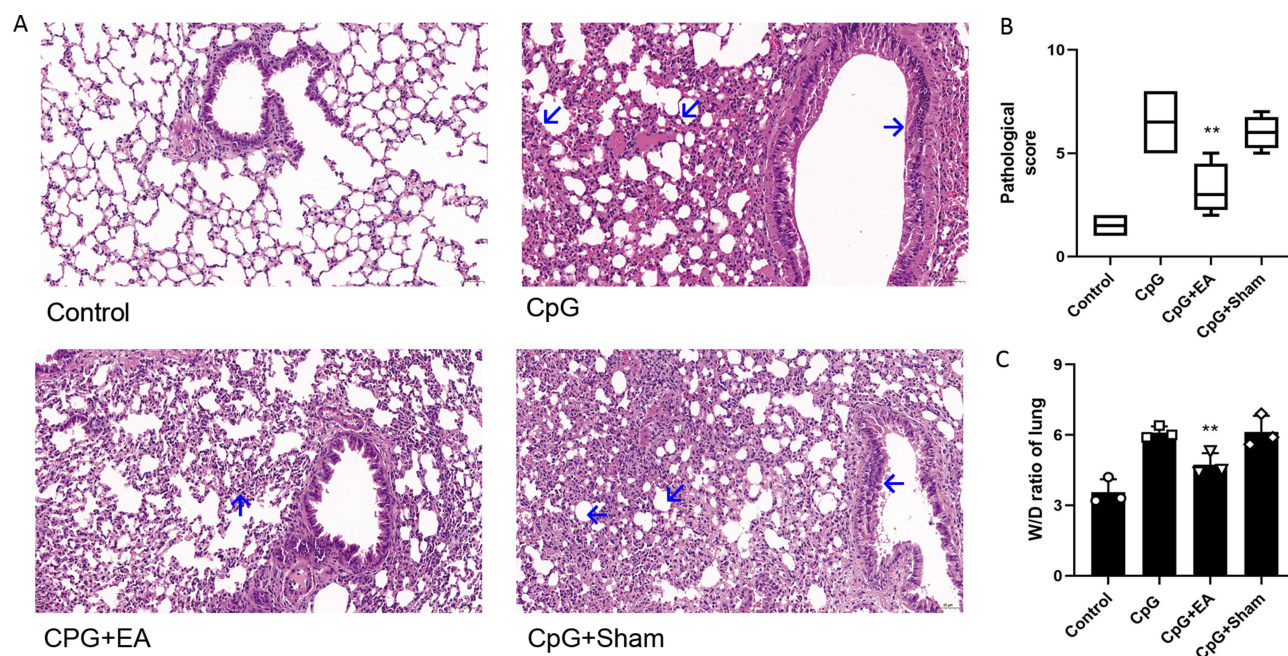 A
Control
CpG
CPG+EA
CpG+Sham
B
Pathological
score
10
5
0
Control
CpG
CpG+EA
CpG+Sham
**
C
W/D ratio of lung
9
6
3
0
Control
CpG
CpG+EA
CpG+Sham
**